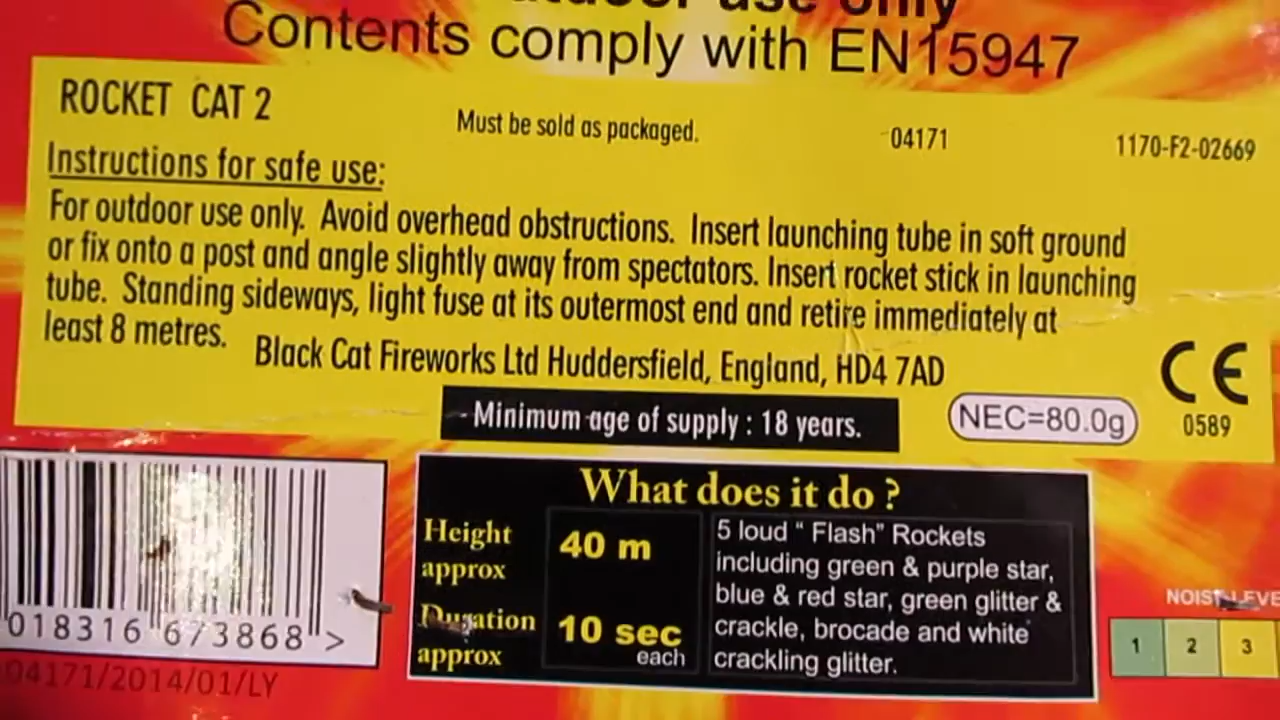 outdoor use only
Contents comply with EN15947
ROCKET CAT 2
Must be sold as packaged.
04171
1170-F2-02669
Instructions for safe use:
For outdoor use only. Avoid overhead obstructions. Insert launching tube in soft ground
or fix onto a post and angle slightly away from spectators. Insert rocket stick in launching
tube. Standing sideways, light fuse at its outermost end and retire immediately at
least 8 metres.
Black Cat Fireworks Ltd Huddersfield, England, HD4 7AD
CE
0589
- Minimum age of supply : 18 years.
NEC=80.0g
What does it do ?
Height approx
40 m
Duration approx
10 sec each
5 loud “ Flash” Rockets
including green & purple star,
blue & red star, green glitter &
crackle, brocade and white
crackling glitter.
NOISE LEVE
1 2 3
018316 673868 >
04171/2014/01/LY